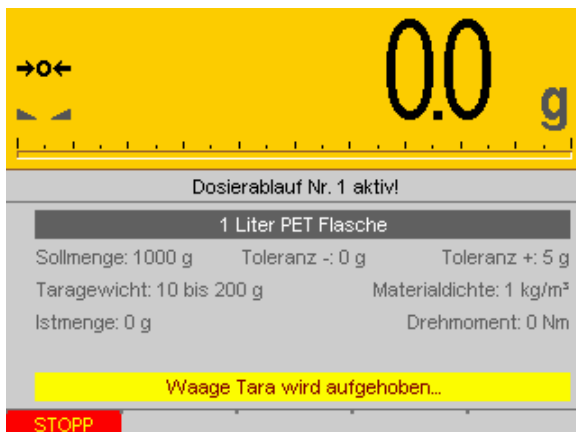 →o←
0.0 g
Dosierablauf Nr. 1 aktiv!
1 Liter PET Flasche
Sollmenge: 1000 g Toleranz -: 0 g Toleranz +: 5 g
Taragewicht: 10 bis 200 g Materialdichte: 1 kg/m³
Istmenge: 0 g Drehmoment: 0 Nm
Waage Tara wird aufgehoben...
STOPP